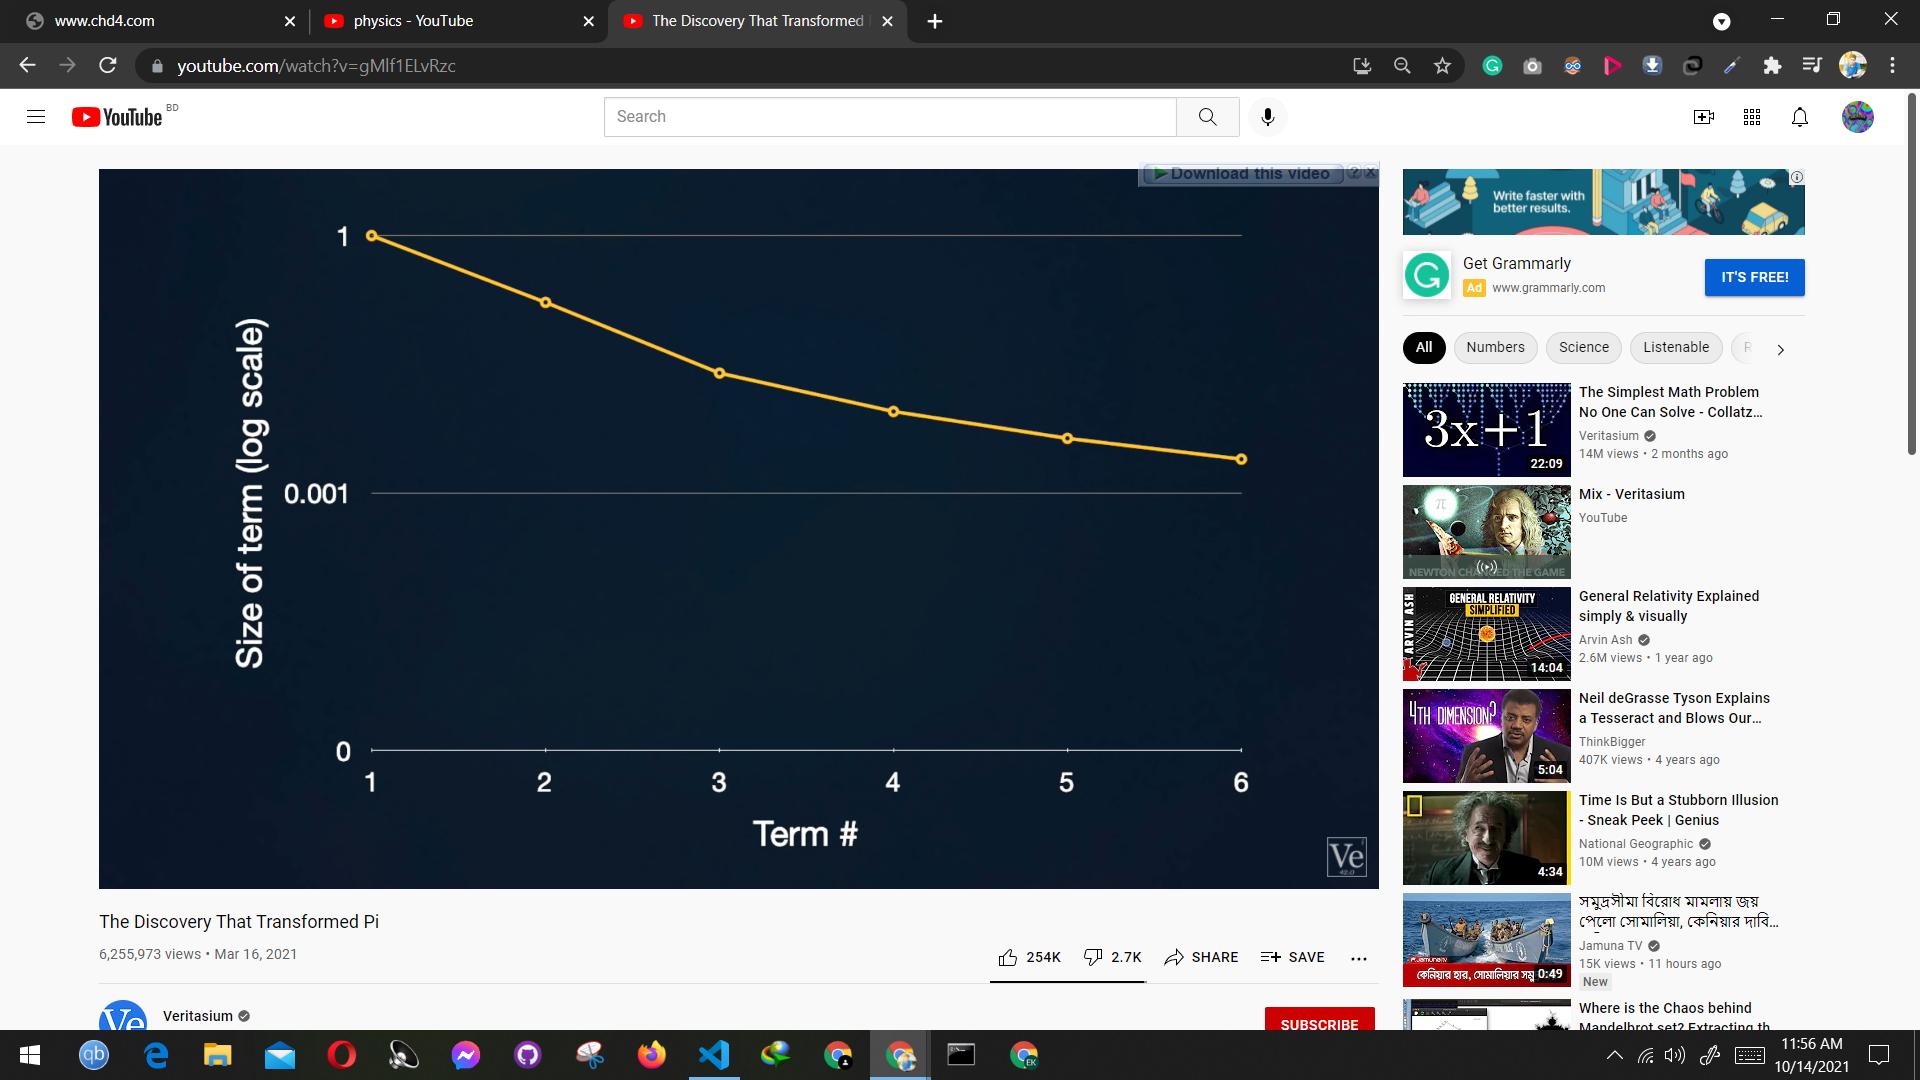 www.chd4.com
physics - YouTube
The Discovery That Transformed
youtube.com/watch?v=gMlf1ELvRzc
YouTube BD
Search
Download this video
1
0.001
0
Size of term (log scale)
1 2 3 4 5 6
Term #
Ve
42.0
The Discovery That Transformed Pi
6,255,973 views • Mar 16, 2021
254K
2.7K
SHARE
SAVE
Veritasium
SUBSCRIBE
Write faster with
better results.
Get Grammarly
Ad www.grammarly.com
IT'S FREE!
All Numbers Science Listenable
3x+1
22:09
The Simplest Math Problem
No One Can Solve - Collatz...
Veritasium
14M views • 2 months ago
π
NEWTON CHANGED THE GAME
Mix - Veritasium
YouTube
ARVIN ASH
GENERAL RELATIVITY
SIMPLIFIED
14:04
General Relativity Explained
simply & visually
Arvin Ash
2.6M views • 1 year ago
4TH DIMENSION?
5:04
Neil deGrasse Tyson Explains
a Tesseract and Blows Our...
ThinkBigger
407K views • 4 years ago
4:34
Time Is But a Stubborn Illusion
- Sneak Peek | Genius
National Geographic
10M views • 4 years ago
কেনিয়ার হার, সোমালিয়ার
0:49
সমুদ্রসীমা বিরোধ মামলায় জয়
পেলো সোমালিয়া, কেনিয়ার দাবি...
Jamuna TV
15K views • 11 hours ago
New
Where is the Chaos behind
Mandelbrot set? Extracting th
11:56 AM
10/14/2021